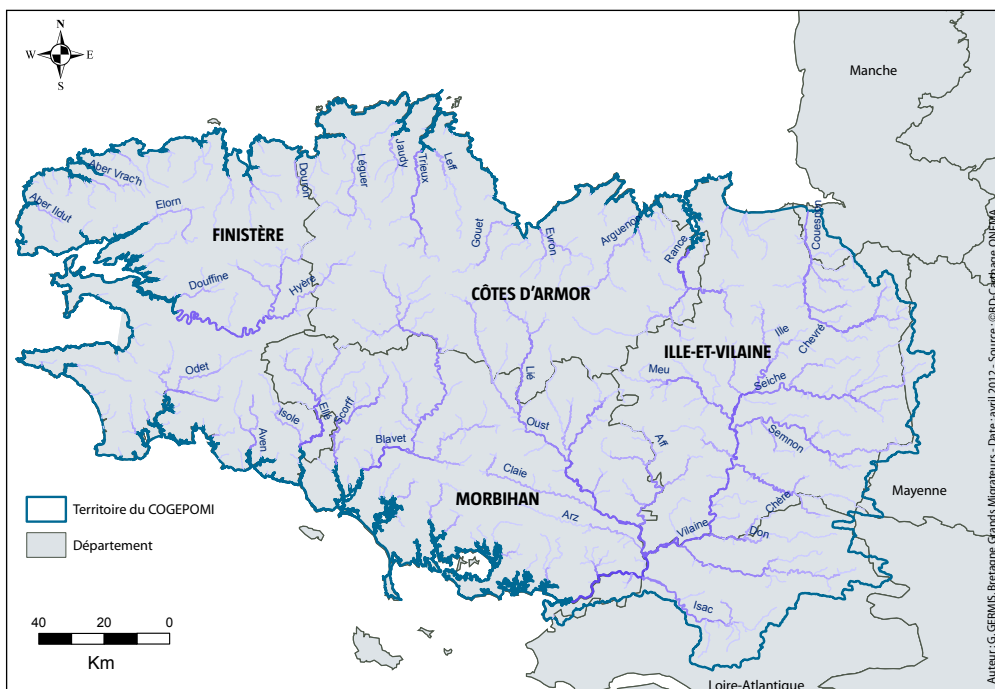 N
W E
S
Manche
Aber Vrac'h
Aber Ildut
Elorn
Douron
Léguer
Jaudy
Trieux
Leff
FINISTÈRE
Gouet
Evron
Arguenon
Rance
Couesnon
Douffine
Hyère
CÔTES D'ARMOR
Ille
Chevré
ILLE-ET-VILAINE
Meu
Seiche
Odet
Lié
Isole
Ellé
Scorff
Aven
Oust
Blavet
Aff
Semnon
Claie
MORBIHAN
Mayenne
Chère
Arz
Vilaine
Don
Isac
Loire-Atlantique
Territoire du COGEPOMI
Département
40 20 0
Km
Auteur : G. GERMIS, Bretagne Grands Migrateurs - Date : avril 2012 - Source : ©BD Carthage ONEMA